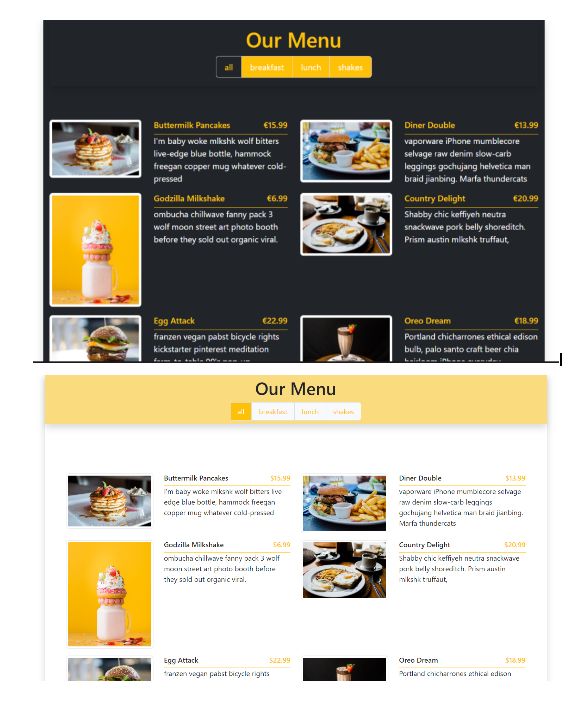 Our Menu
all breakfast lunch shakes
Buttermilk Pancakes €15.99
I'm baby woke mlkshk wolf bitters
live-edge blue bottle, hammock
freegan copper mug whatever cold-
pressed
Diner Double €13.99
vaporware iPhone mumblecore
selvage raw denim slow-carb
leggings gochujang helvetica man
braid jianbing. Marfa thundercats
Godzilla Milkshake €6.99
ombucha chillwave fanny pack 3
wolf moon street art photo booth
before they sold out organic viral.
Country Delight €20.99
Shabby chic keffiyeh neutra
snackwave pork belly shoreditch.
Prism austin mlkshk truffaut,
Egg Attack €22.99
franzen vegan pabst bicycle rights
kickstarter pinterest meditation
Oreo Dream €18.99
Portland chicharrones ethical edison
bulb, palo santo craft beer chia
Our Menu
all breakfast lunch shakes
Buttermilk Pancakes $15.99
I'm baby woke mlkshk wolf bitters live
edge blue bottle, hammock freegan
copper mug whatever cold-pressed
Diner Double $13.99
vaporware iPhone mumblecore selvage
raw denim slow-carb leggings
gochujang helvetica man braid jianbing.
Marfa thundercats
Godzilla Milkshake $6.99
ombucha chillwave fanny pack 3 wolf
moon street art photo booth before
they sold out organic viral.
Country Delight $20.99
Shabby chic keffiyeh neutra snackwave
pork belly shoreditch. Prism austin
mlkshk truffaut,
Egg Attack $22.99
franzen vegan pabst bicycle rights
Oreo Dream $18.99
Portland chicharrones ethical edison